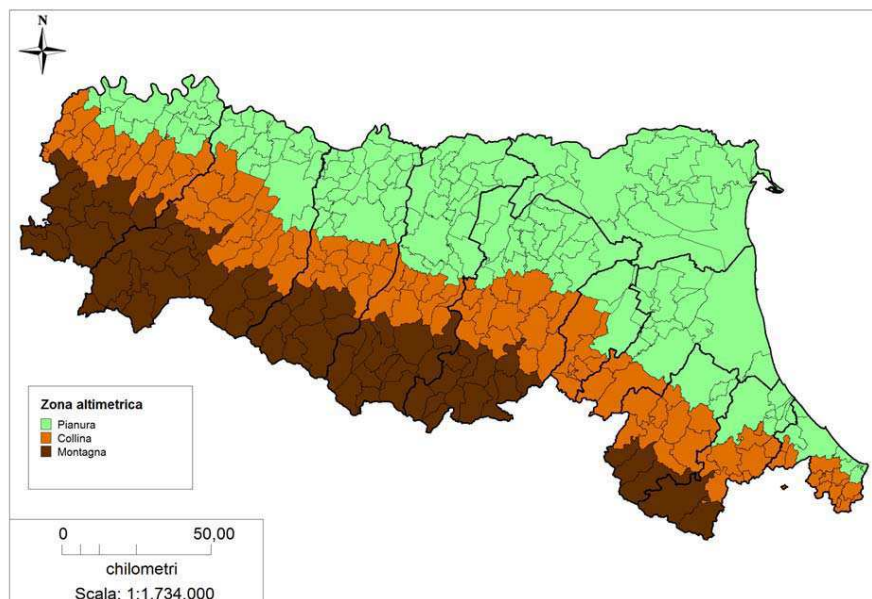 N
Zona altimetrica
Pianura
Collina
Montagna
0 50,00
chilometri
Scala: 1:1.734.000